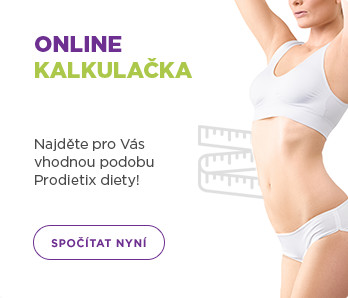 ONLINE
KALKULAČKA
Najděte pro Vás
vhodnou podobu
Prodietix diety!
SPOČÍTAT NYNÍ